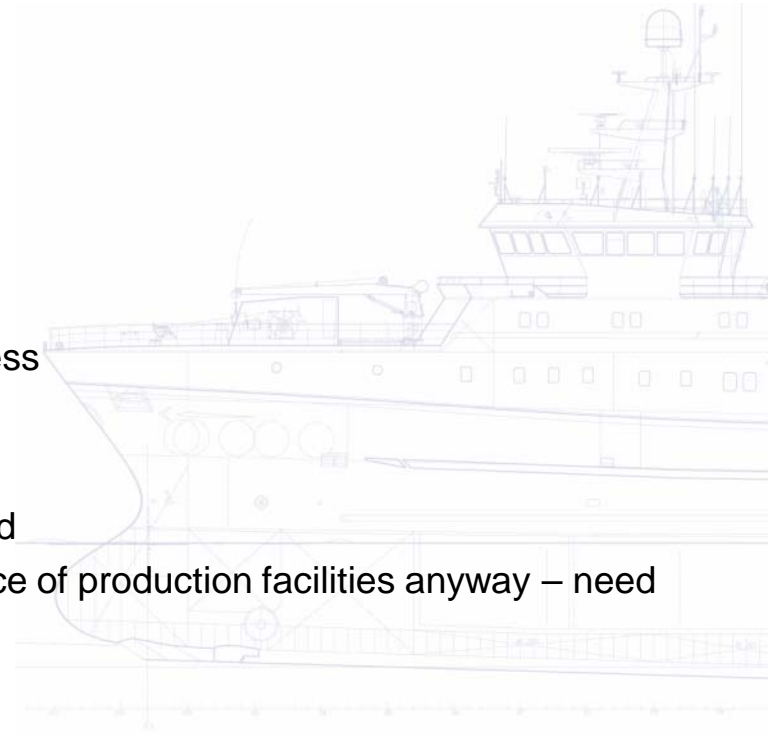 ess
d
ce of production facilities anyway – need